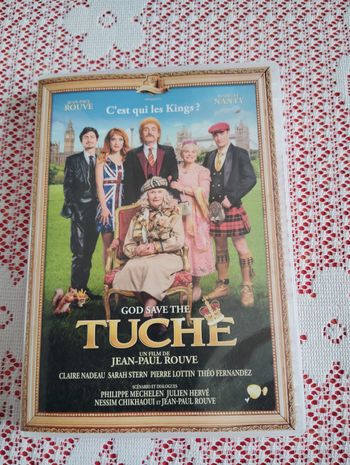 JEAN-PAUL
ROUVE
ISABELLE
NANTY
C'est qui les Kings ?
GOD SAVE THE
TUCHE
UN FILM DE
JEAN-PAUL ROUVE
CLAIRE NADEAU SARAH STERN PIERRE LOTTIN THÉO FERNANDEZ
SCÉNARIO ET DIALOGUES
PHILIPPE MECHELEN JULIEN HERVÉ
NESSIM CHIKHAOUI ET JEAN-PAUL ROUVE